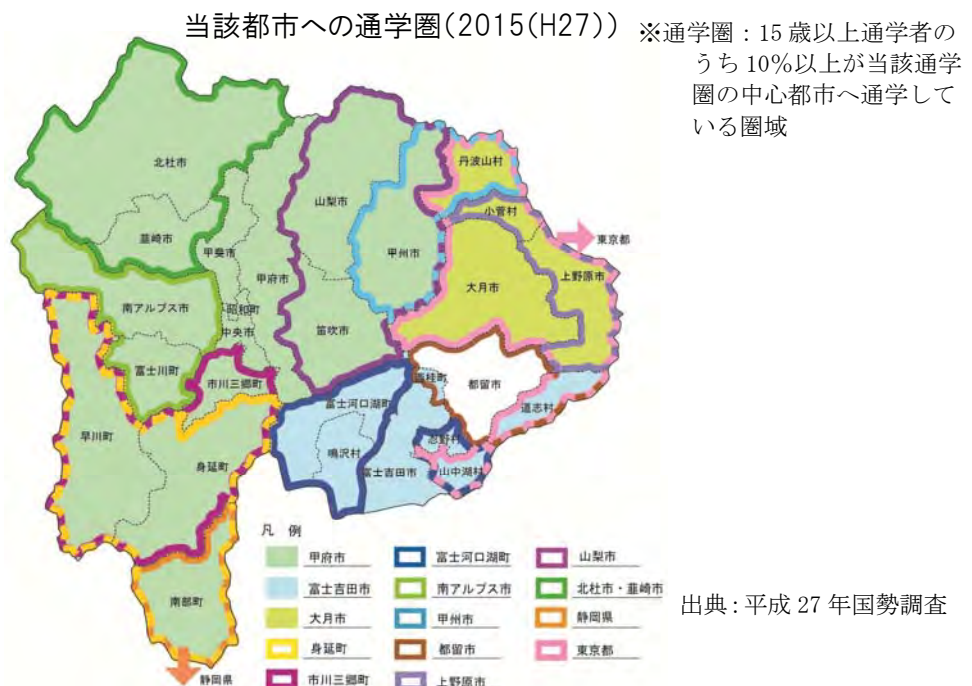 当該都市への通学圏(2015(H27))
※通学圏：15 歳以上通学者の
うち 10%以上が当該通学
圏の中心都市へ通学して
いる圏域
北杜市
韮崎市
甲斐市
甲府市
山梨市
甲州市
丹波山村
小菅村
東京都
上野原市
大月市
南アルプス市
昭和町
中央市
笛吹市
富士川町
市川三郷町
西桂町
都留市
道志村
富士河口湖町
早川町
鳴沢村
忍野村
身延町
富士吉田市
山中湖村
南部町
静岡県
凡 例
甲府市
富士河口湖町
山梨市
富士吉田市
南アルプス市
北杜市・韮崎市
大月市
甲州市
静岡県
身延町
都留市
東京都
市川三郷町
上野原市
出典：平成 27 年国勢調査